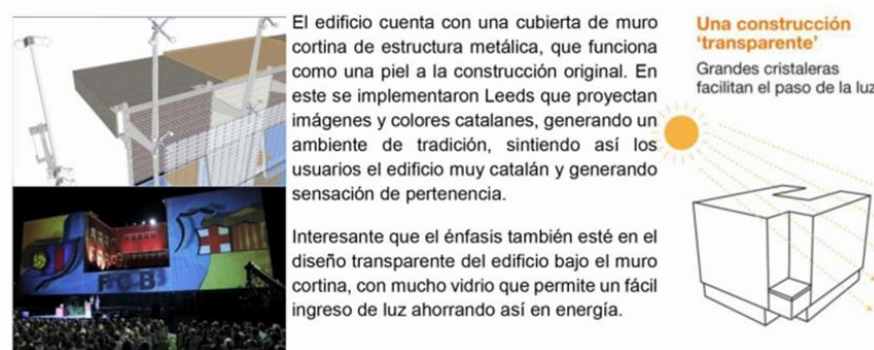 El edificio cuenta con una cubierta de muro
cortina de estructura metálica, que funciona
como una piel a la construcción original. En
este se implementaron Leeds que proyectan
imágenes y colores catalanes, generando un
ambiente de tradición, sintiendo así los
usuarios el edificio muy catalán y generando
sensación de pertenencia.
Interesante que el énfasis también esté en el
diseño transparente del edificio bajo el muro
cortina, con mucho vidrio que permite un fácil
ingreso de luz ahorrando así en energía.
Una construcción
‘transparente’
Grandes cristaleras
facilitan el paso de la luz
FCB